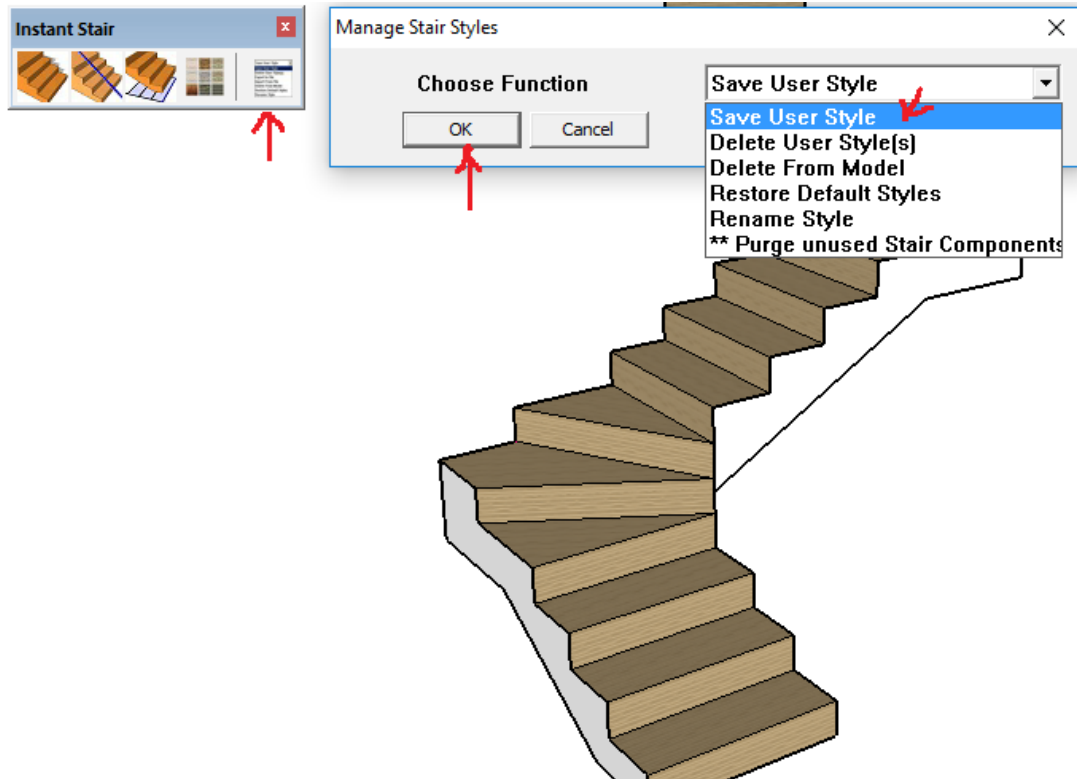 Instant Stair
Manage Stair Styles
Choose Function
Save User Style
OK
Cancel
Save User Style
Delete User Style(s)
Delete From Model
Restore Default Styles
Rename Style
** Purge unused Stair Components